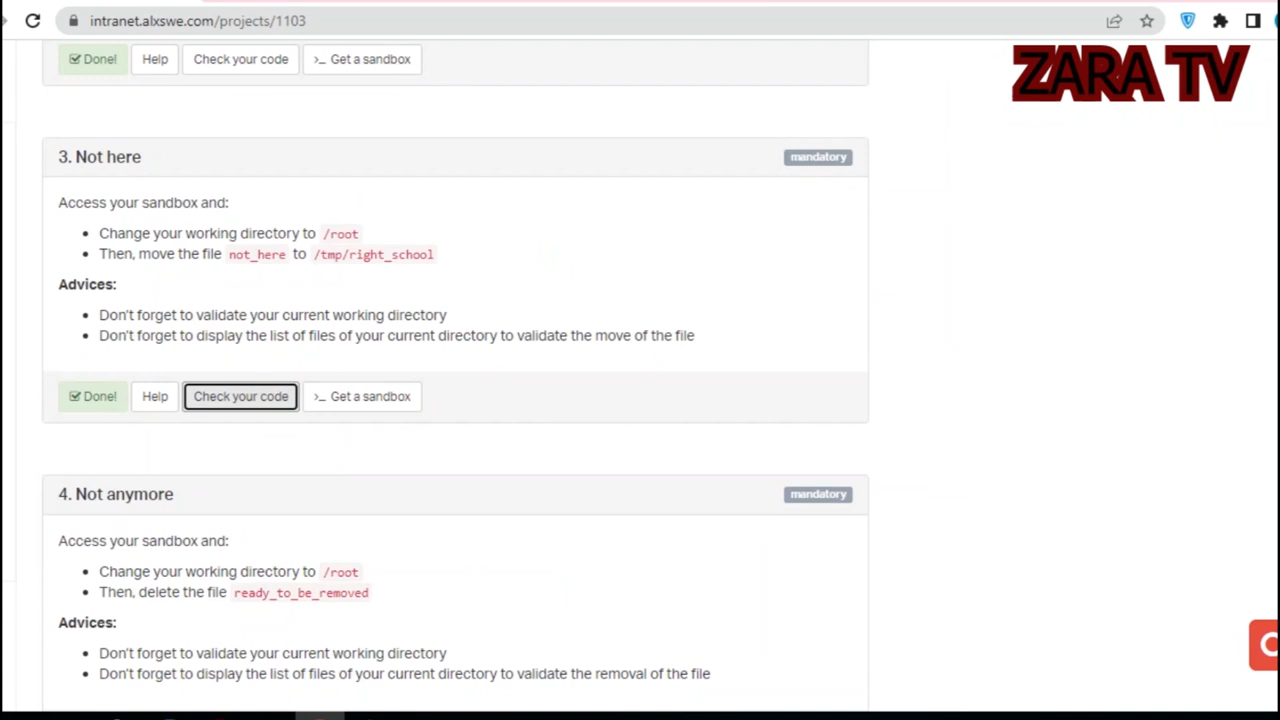 intranet.alxswe.com/projects/1103
ZARA TV
Done! Help Check your code >_ Get a sandbox
3. Not here mandatory
Access your sandbox and:
Change your working directory to /root
Then, move the file not_here to /tmp/right_school
Advices:
Don't forget to validate your current working directory
Don't forget to display the list of files of your current directory to validate the move of the file
Done! Help Check your code >_ Get a sandbox
4. Not anymore mandatory
Access your sandbox and:
Change your working directory to /root
Then, delete the file ready_to_be_removed
Advices:
Don't forget to validate your current working directory
Don't forget to display the list of files of your current directory to validate the removal of the file